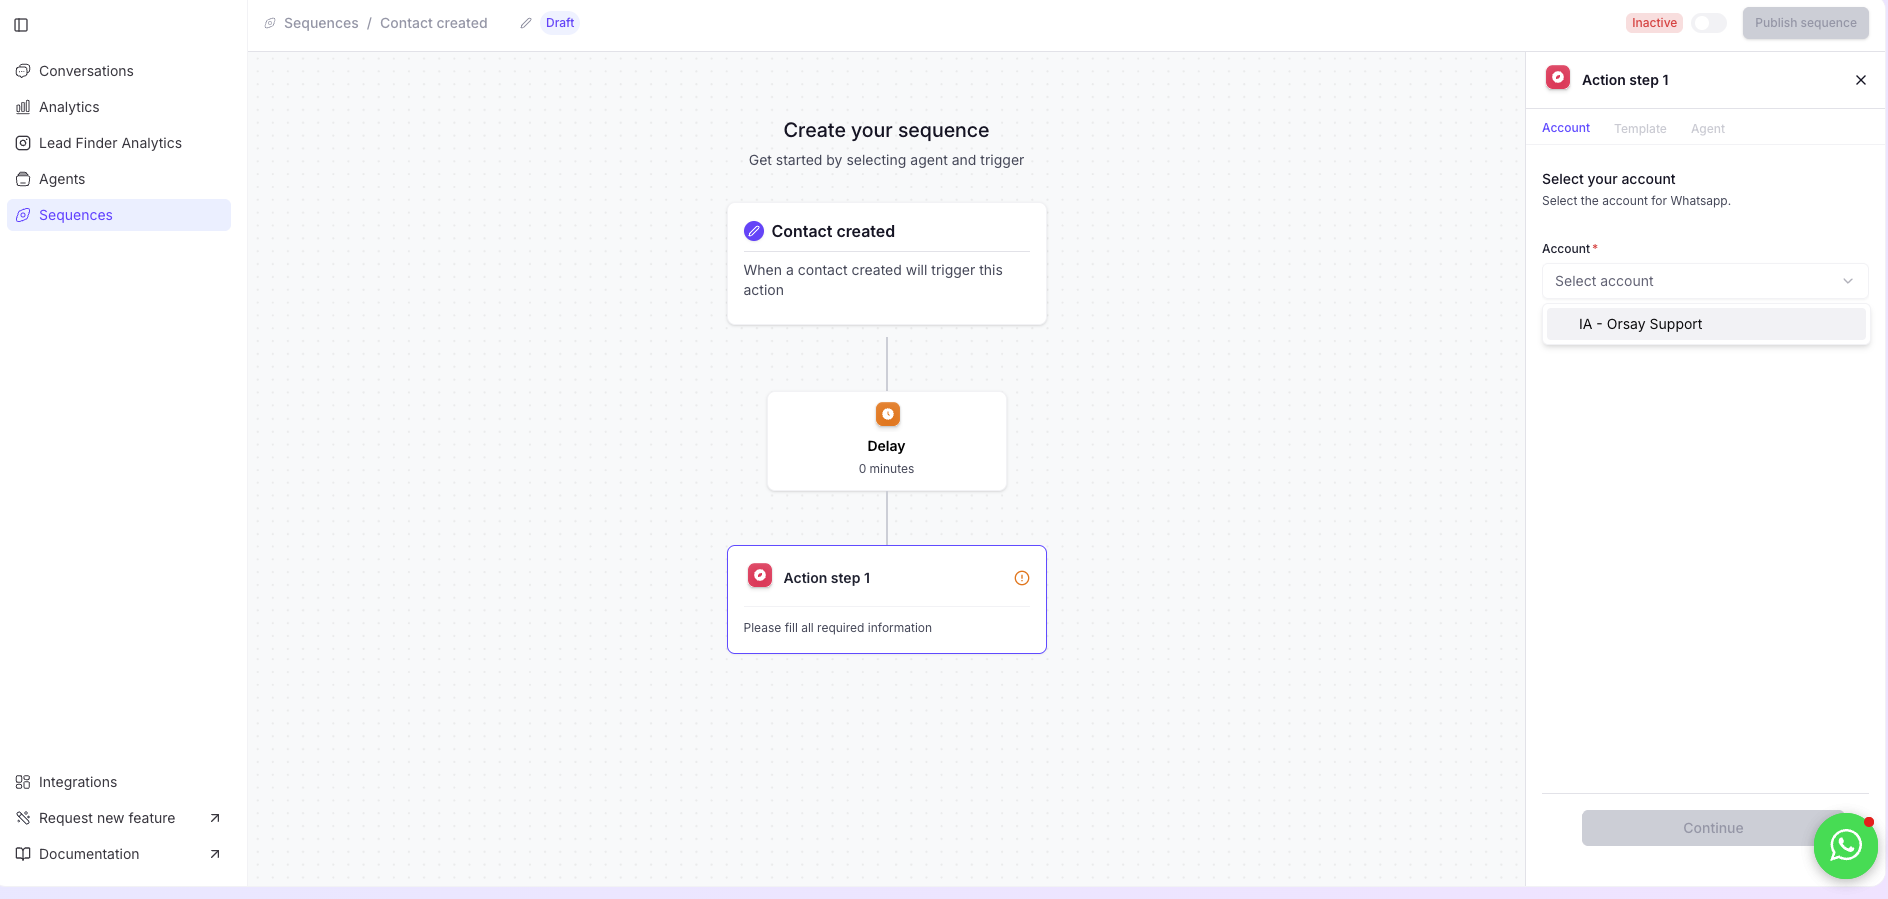 Sequences / Contact created
Draft
Inactive
Publish sequence
Conversations
Analytics
Lead Finder Analytics
Agents
Sequences
Integrations
Request new feature
Documentation
Create your sequence
Get started by selecting agent and trigger
Contact created
When a contact created will trigger this
action
Delay
0 minutes
Action step 1
Please fill all required information
Action step 1
Account
Template
Agent
Select your account
Select the account for Whatsapp.
Account*
Select account
IA - Orsay Support
Continue